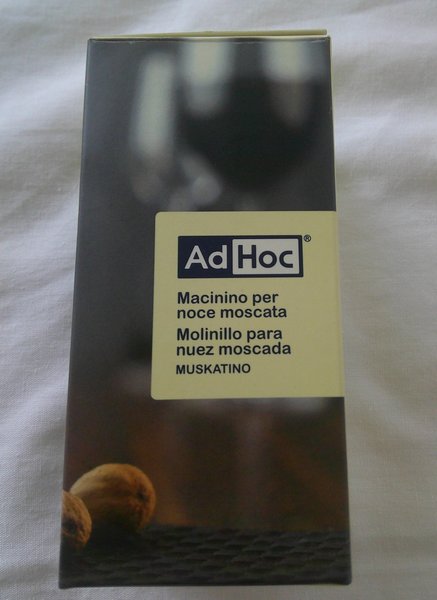 AdHoc®
Macinino per
noce moscata
Molinillo para
nuez moscada
MUSKATINO